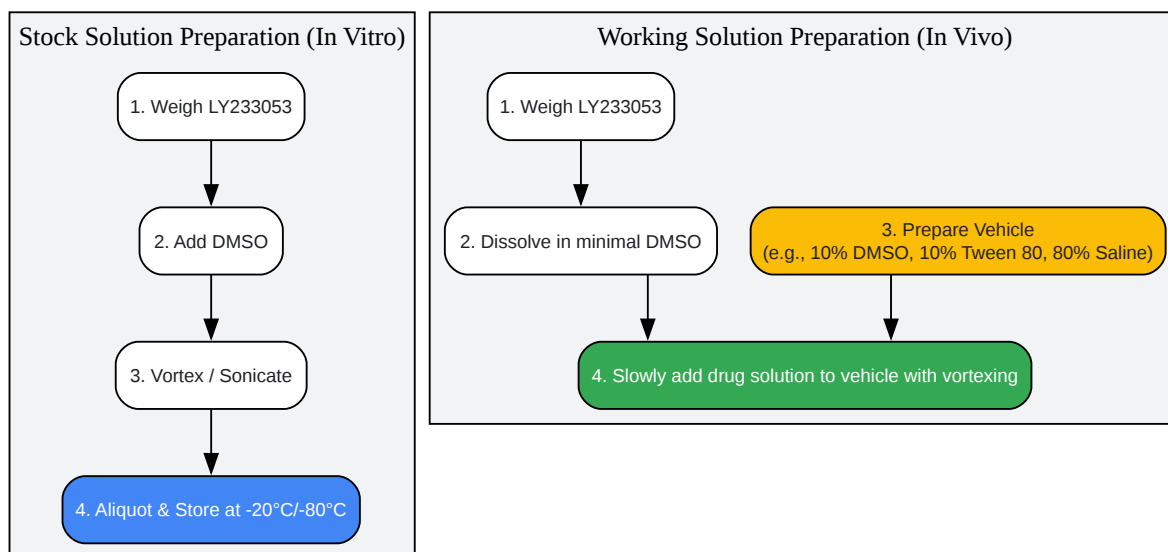 Stock Solution Preparation (In Vitro)
1. Weigh LY233053
2. Add DMSO
3. Vortex / Sonicate
4. Aliquot & Store at -20°C/-80°C
Working Solution Preparation (In Vivo)
1. Weigh LY233053
2. Dissolve in minimal DMSO
3. Prepare Vehicle
(e.g., 10% DMSO, 10% Tween 80, 80% Saline)
4. Slowly add drug solution to vehicle with vortexing